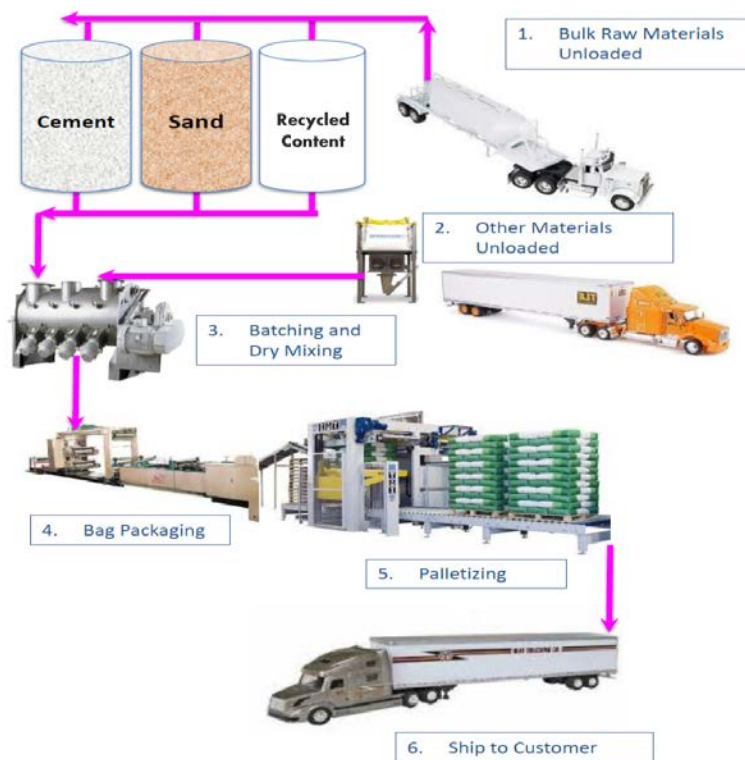 1. Bulk Raw Materials
Unloaded
Cement
Sand
Recycled
Content
2. Other Materials
Unloaded
3. Batching and
Dry Mixing
4. Bag Packaging
5. Palletizing
6. Ship to Customer